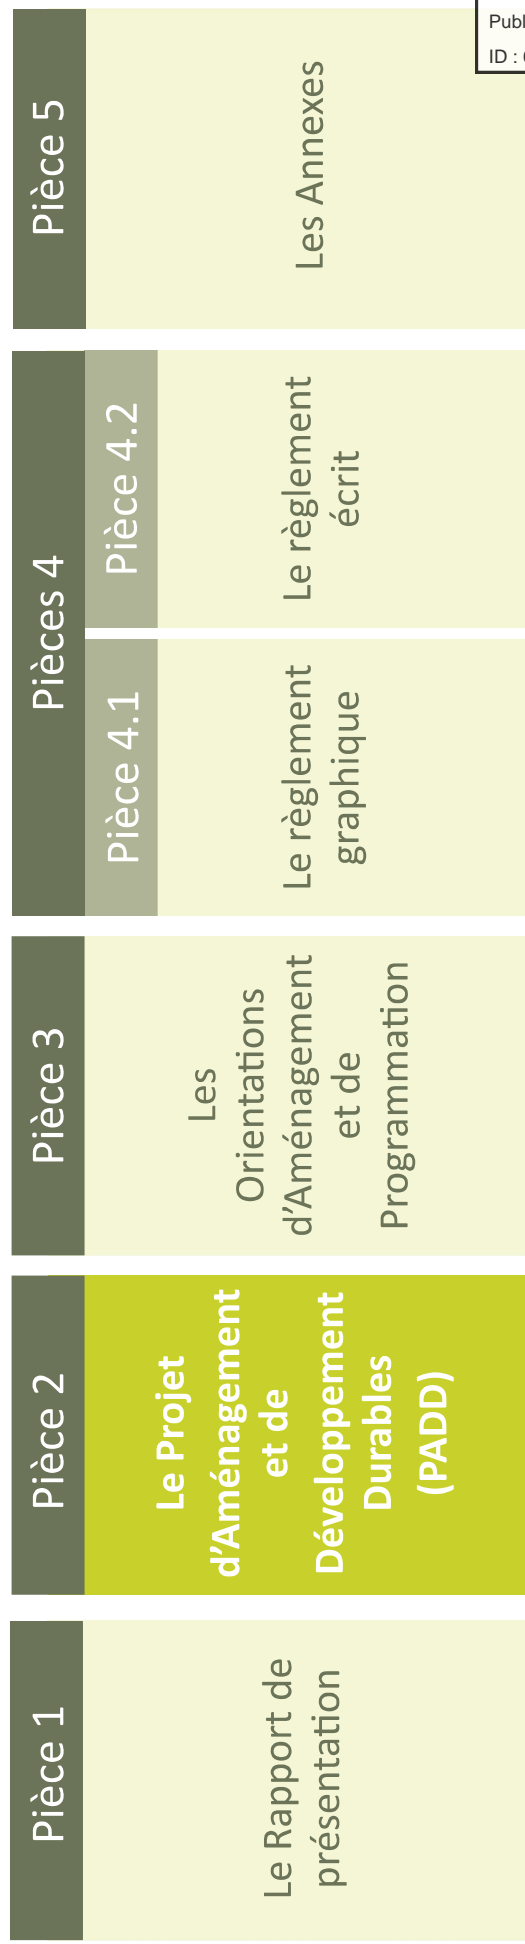 Pièce 1
Le Rapport de
présentation
Pièce 2
Le Projet
d'Aménagement
et de
Développement
Durables
(PADD)
Pièce 3
Les
Orientations
d'Aménagement
et de
Programmation
Pièces 4
Pièce 4.1
Le règlement
graphique
Pièce 4.2
Le règlement
écrit
Pièce 5
Les Annexes
Publ
ID :